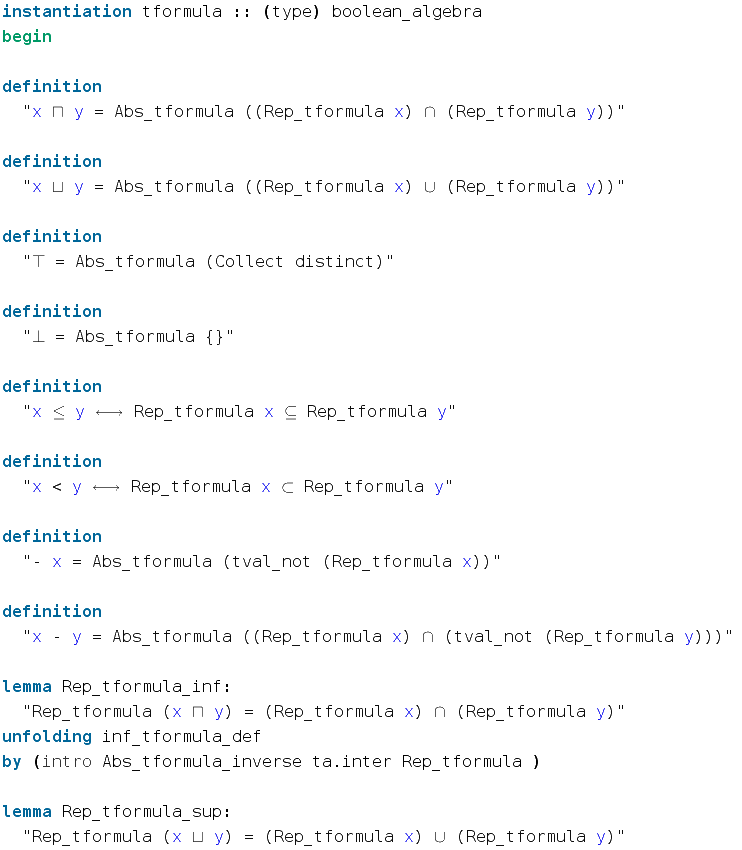 instantiation tformula :: (type) boolean_algebra
begin
definition
"x ⊓ y = Abs_tformula ((Rep_tformula x) ∩ (Rep_tformula y))"
definition
"x ⊔ y = Abs_tformula ((Rep_tformula x) ∪ (Rep_tformula y))"
definition
"⊤ = Abs_tformula (Collect distinct)"
definition
"⊥ = Abs_tformula {}"
definition
"x ≤ y ⟷ Rep_tformula x ⊆ Rep_tformula y"
definition
"x < y ⟷ Rep_tformula x ⊂ Rep_tformula y"
definition
"- x = Abs_tformula (tval_not (Rep_tformula x))"
definition
"x - y = Abs_tformula ((Rep_tformula x) ∩ (tval_not (Rep_tformula y)))"
lemma Rep_tformula_inf:
"Rep_tformula (x ⊓ y) = (Rep_tformula x) ∩ (Rep_tformula y)"
unfolding inf_tformula_def
by (intro Abs_tformula_inverse ta.inter Rep_tformula )
lemma Rep_tformula_sup:
"Rep_tformula (x ⊔ y) = (Rep_tformula x) ∪ (Rep_tformula y)"